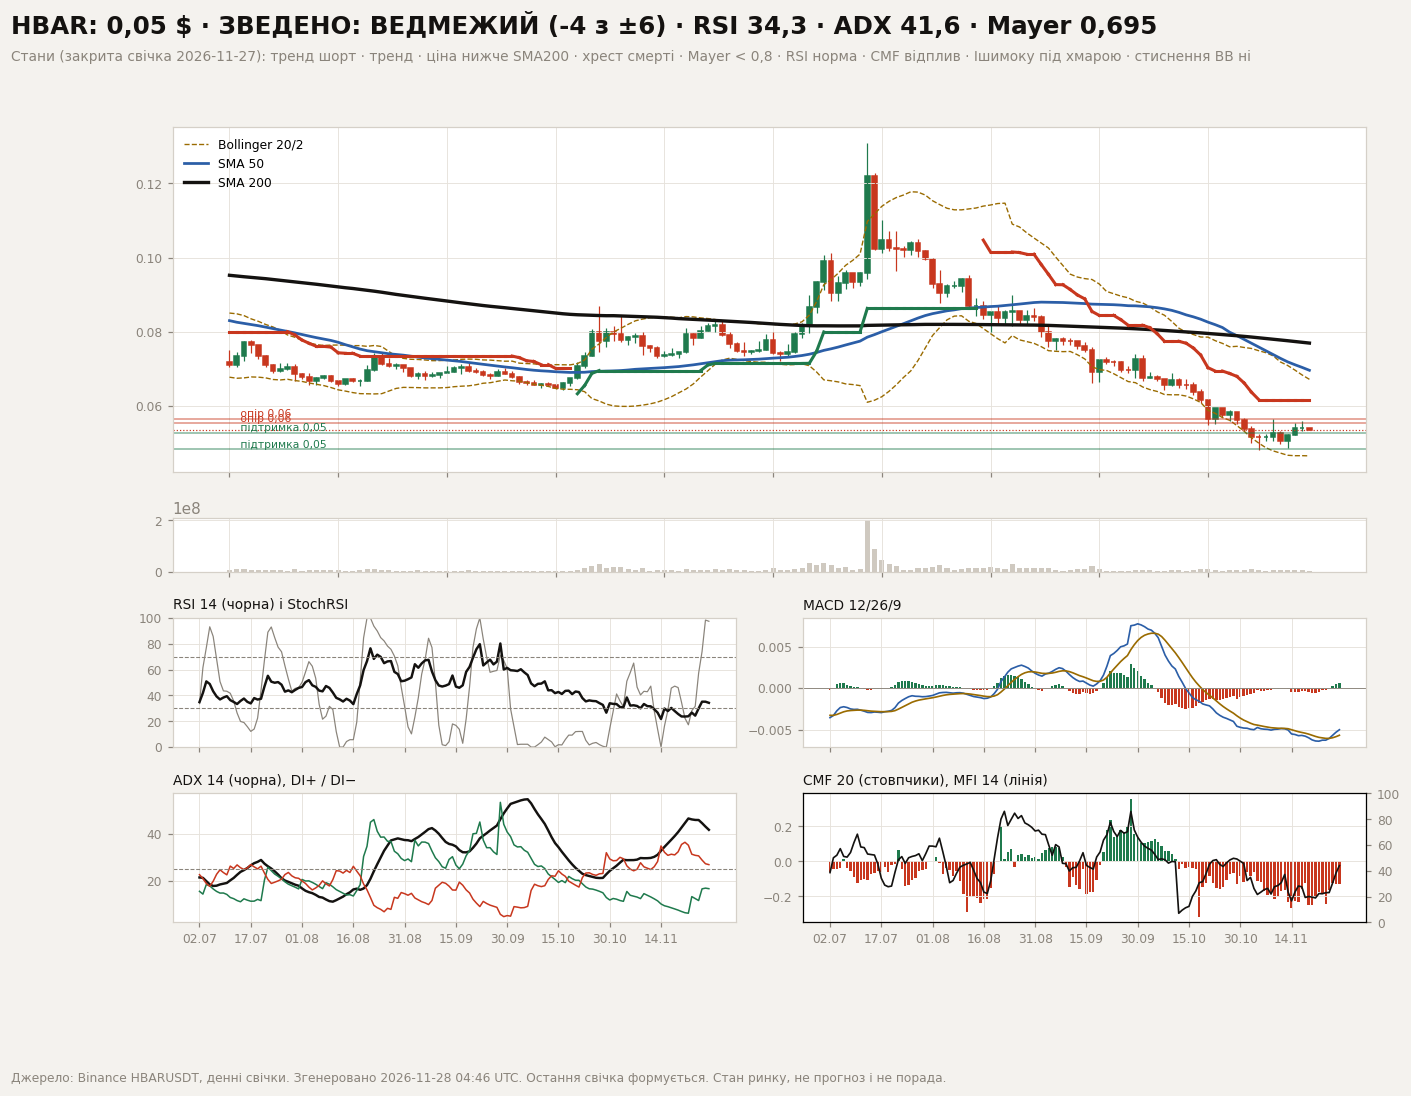 HBAR: 0,05 $ · ЗВЕДЕНО: ВЕДМЕЖИЙ (-4 з ±6) · RSI 34,3 · ADX 41,6 · Mayer 0,695
Стани (закрита свічка 2026-11-27): тренд шорт · тренд · ціна нижче SMA200 · хрест смерті · Mayer < 0,8 · RSI норма · CMF відплив · Ішимоку під хмарою · стиснення BB ні
Bollinger 20/2
SMA 50
SMA 200
0.12
0.10
0.08
0.06
опір 0,06
опір 0,06
підтримка 0,05
підтримка 0,05
1e8
2
0
RSI 14 (чорна) і StochRSI
100
80
60
40
20
0
MACD 12/26/9
0.005
0.000
−0.005
ADX 14 (чорна), DI+ / DI−
40
20
02.07 17.07 01.08 16.08 31.08 15.09 30.09 15.10 30.10 14.11
CMF 20 (стовпчики), MFI 14 (лінія)
0.2
0.0
−0.2
100
80
60
40
20
0
02.07 17.07 01.08 16.08 31.08 15.09 30.09 15.10 30.10 14.11
Джерело: Binance HBARUSDT, денні свічки. Згенеровано 2026-11-28 04:46 UTC. Остання свічка формується. Стан ринку, не прогноз і не порада.